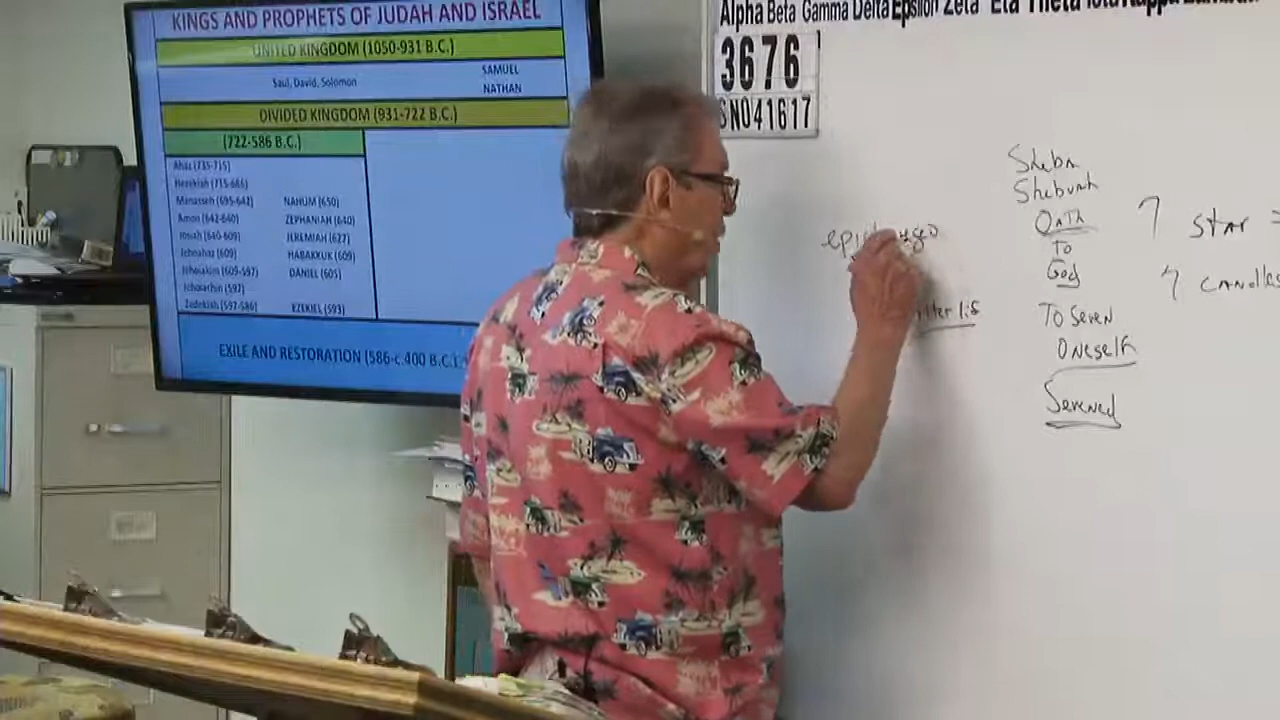 KINGS AND PROPHETS OF JUDAH AND ISRAEL
UNITED KINGDOM (1050-931 B.C.)
Saul, David, Solomon
SAMUEL
NATHAN
DIVIDED KINGDOM (931-722 B.C.)
(722-586 B.C.)
Ahaz (735-715)
Hezekiah (715-686)
Manasseh (695-642) NAHUM (650)
Amon (642-640) ZEPHANIAH (640)
Josiah (640-609) JEREMIAH (627)
Jehoahaz (609) HABAKKUK (609)
Jehoiakim (609-597) DANIEL (605)
Jehoiachin (597)
Zedekiah (597-586) EZEKIEL (593)
EXILE AND RESTORATION (586-c.400 B.C.)
Alpha Beta Gamma Delta Epsilon Zeta Eta Theta Iota Kappa
3676
SN041617
Sheba
Shebuah
Oath
To
God
To Seven
Oneself
Sevened
7 Star =
7 candles